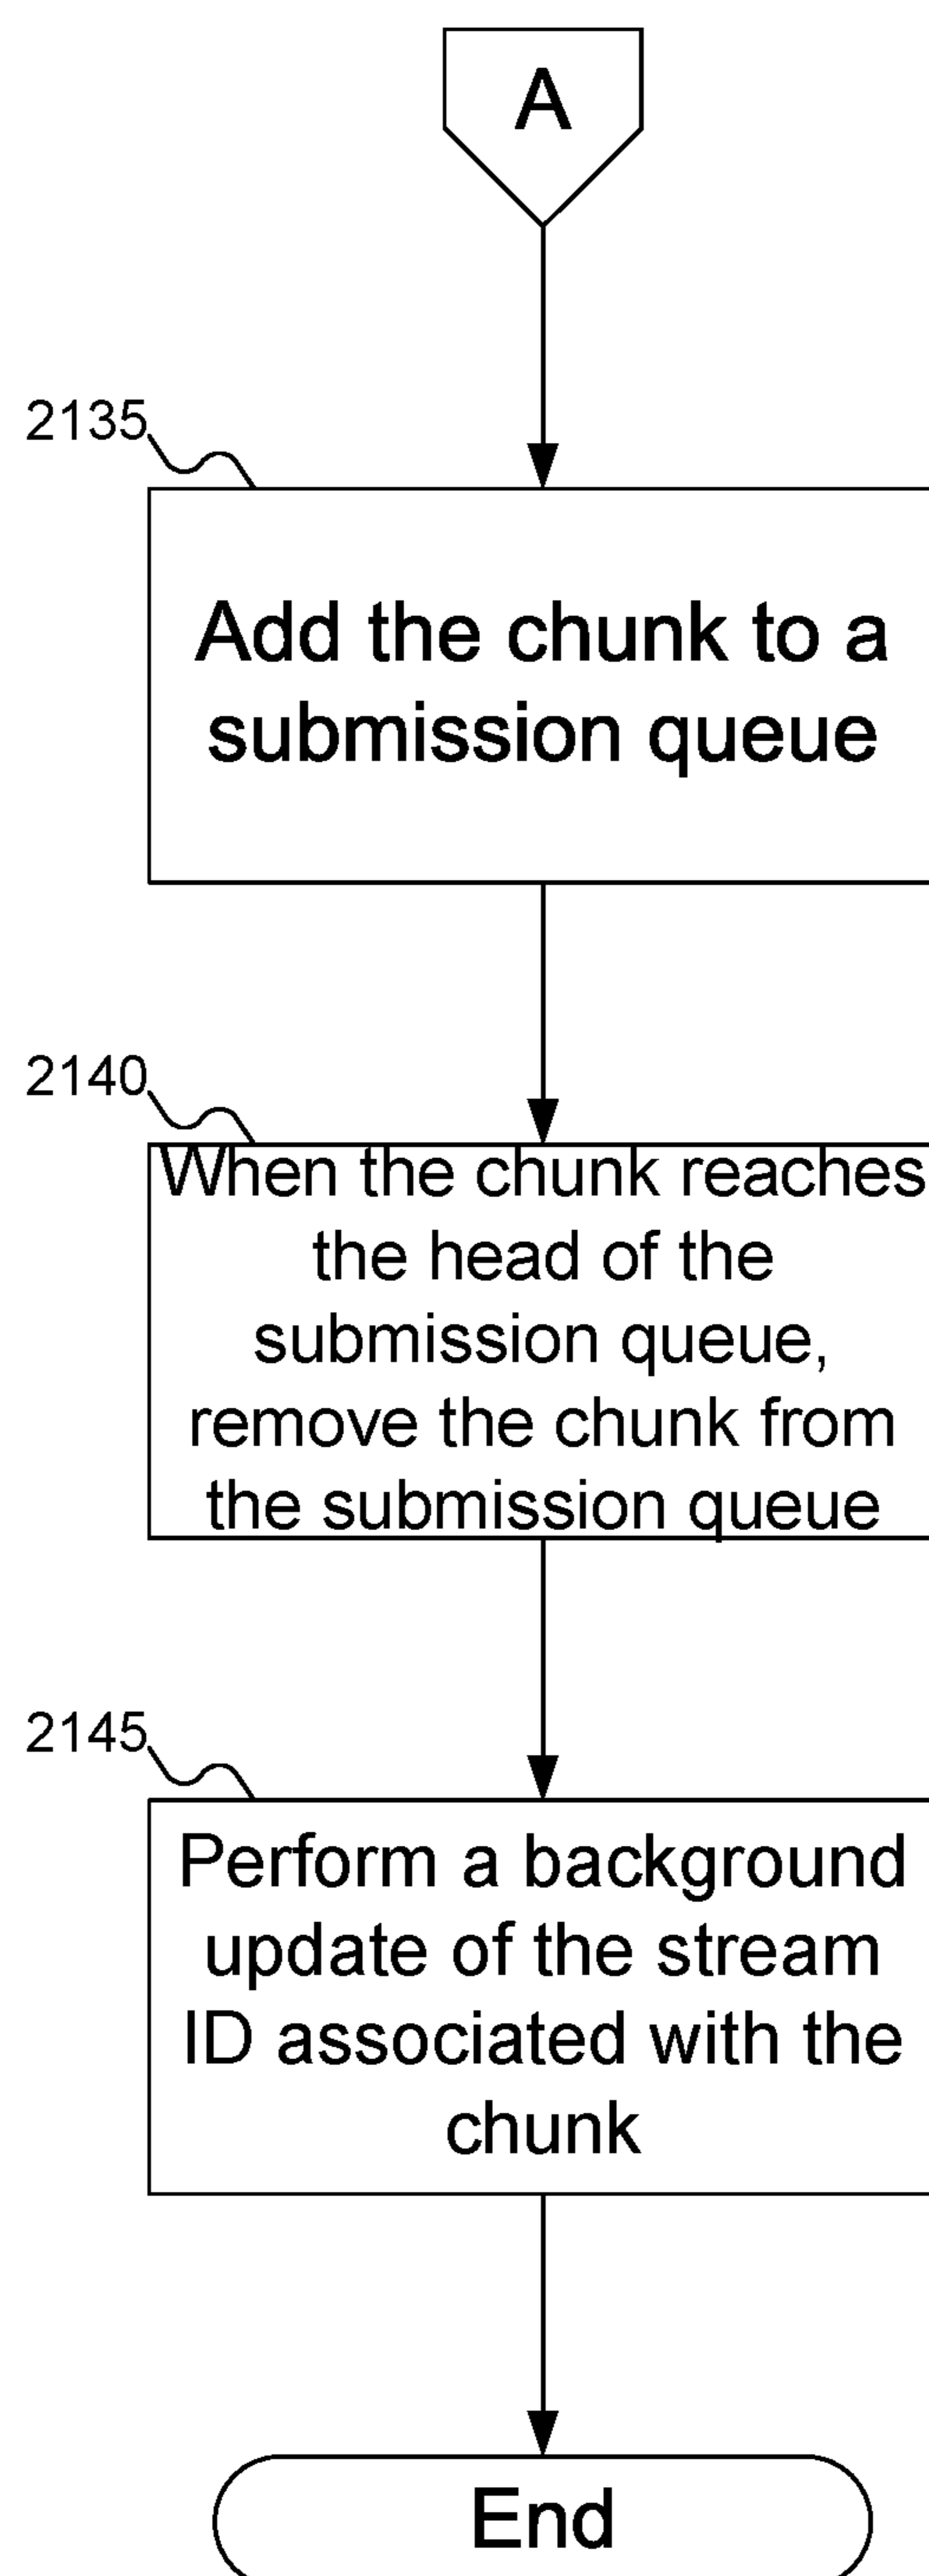 A
2135
Add the chunk to a
submission queue
2140
When the chunk reaches
the head of the
submission queue,
remove the chunk from
the submission queue
2145
Perform a background
update of the stream
ID associated with the
chunk
End